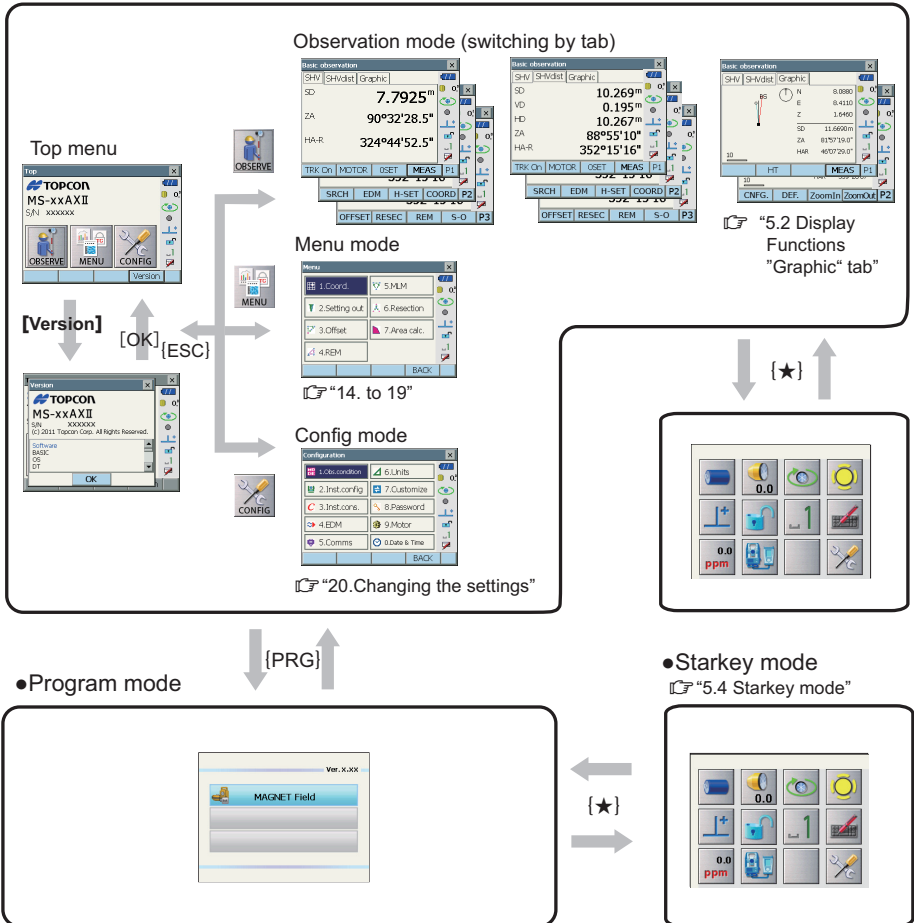 Observation mode (switching by tab)
Basic observation
SHV SHVdist Graphic
SD 7.7925m
ZA 90°32'28.5"
HA-R 324°44'52.5"
TRK On MOTOR 0SET MEAS P1
SRCH EDM H-SET COORD P2
OFFSET RESEC REM S-O P3
Basic observation
SHV SHVdist Graphic
SD 10.269m
VD 0.195m
HD 10.267m
ZA 88°55'10"
HA-R 352°15'16"
TRK On MOTOR 0SET MEAS P1
SRCH EDM H-SET COORD P2
OFFSET RESEC REM S-O P3
Basic observation
SHV SHVdist Graphic
BS
N 8.0880
E 8.4110
Z 1.6460
SD 11.6690m
ZA 81°57'19.0"
HAR 46°07'29.0"
10
HT MEAS P1
10
CNFG. DEF. ZoomIn ZoomOut P2
☞ "5.2 Display
Functions
"Graphic" tab"
OBSERVE
Top menu
Top
TOPCON
MS-xxAXⅡ
S/N xxxxxx
OBSERVE MENU CONFIG
Version
[Version]
[OK]
{ESC}
Version
TOPCON
MS-xxAXⅡ
S/N XXXXXX
(c) 2011 Topcon Corp. All Rights Reserved.
Software
BASIC
OS
DT
OK
MENU
Menu mode
Menu
1.Coord. 5.MLM
2.Setting out 6.Resection
3.Offset 7.Area calc.
4.REM
BACK
☞ "14. to 19"
CONFIG
Config mode
Configuration
1.Obs.condition 6.Units
2.Inst.config 7.Customize
3.Inst.cons. 8.Password
4.EDM 9.Motor
5.Comms 0.Date & Time
BACK
☞ "20.Changing the settings"
{★}
0.0
1
0.0
ppm
{PRG}
●Program mode
Ver. x.xx
MAGNET Field
{★}
●Starkey mode
☞ "5.4 Starkey mode"
0.0
1
0.0
ppm